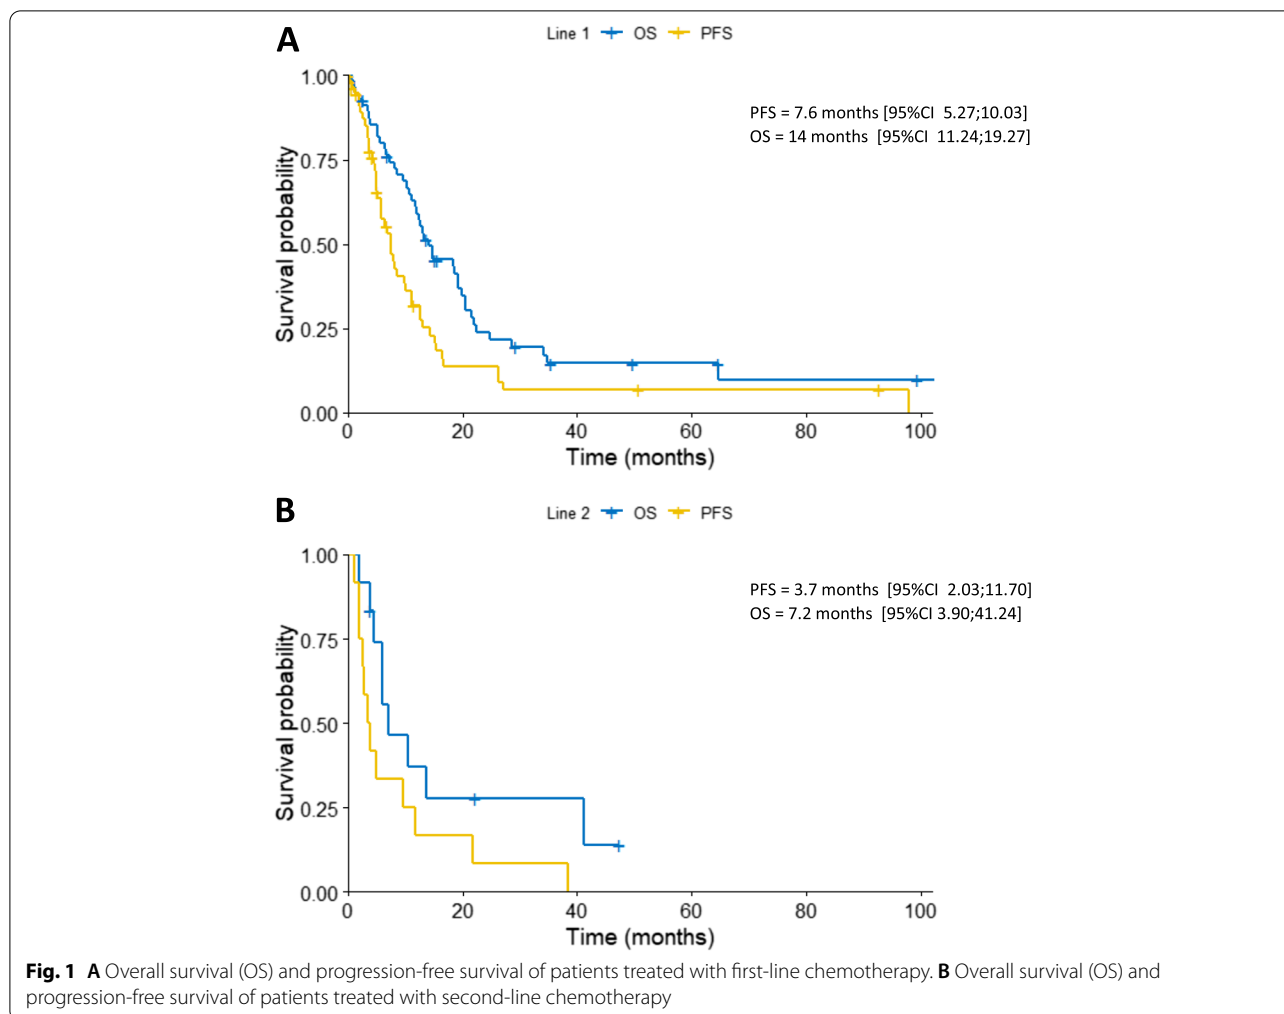 A
Line 1 OS PFS
1.00
0.75
0.50
0.25
0.00
Survival probability
PFS = 7.6 months [95%CI 5.27;10.03]
OS = 14 months [95%CI 11.24;19.27]
0 20 40 60 80 100
Time (months)
B
Line 2 OS PFS
1.00
0.75
0.50
0.25
0.00
Survival probability
PFS = 3.7 months [95%CI 2.03;11.70]
OS = 7.2 months [95%CI 3.90;41.24]
0 20 40 60 80 100
Time (months)
Fig. 1 A Overall survival (OS) and progression-free survival of patients treated with first-line chemotherapy. B Overall survival (OS) and
progression-free survival of patients treated with second-line chemotherapy